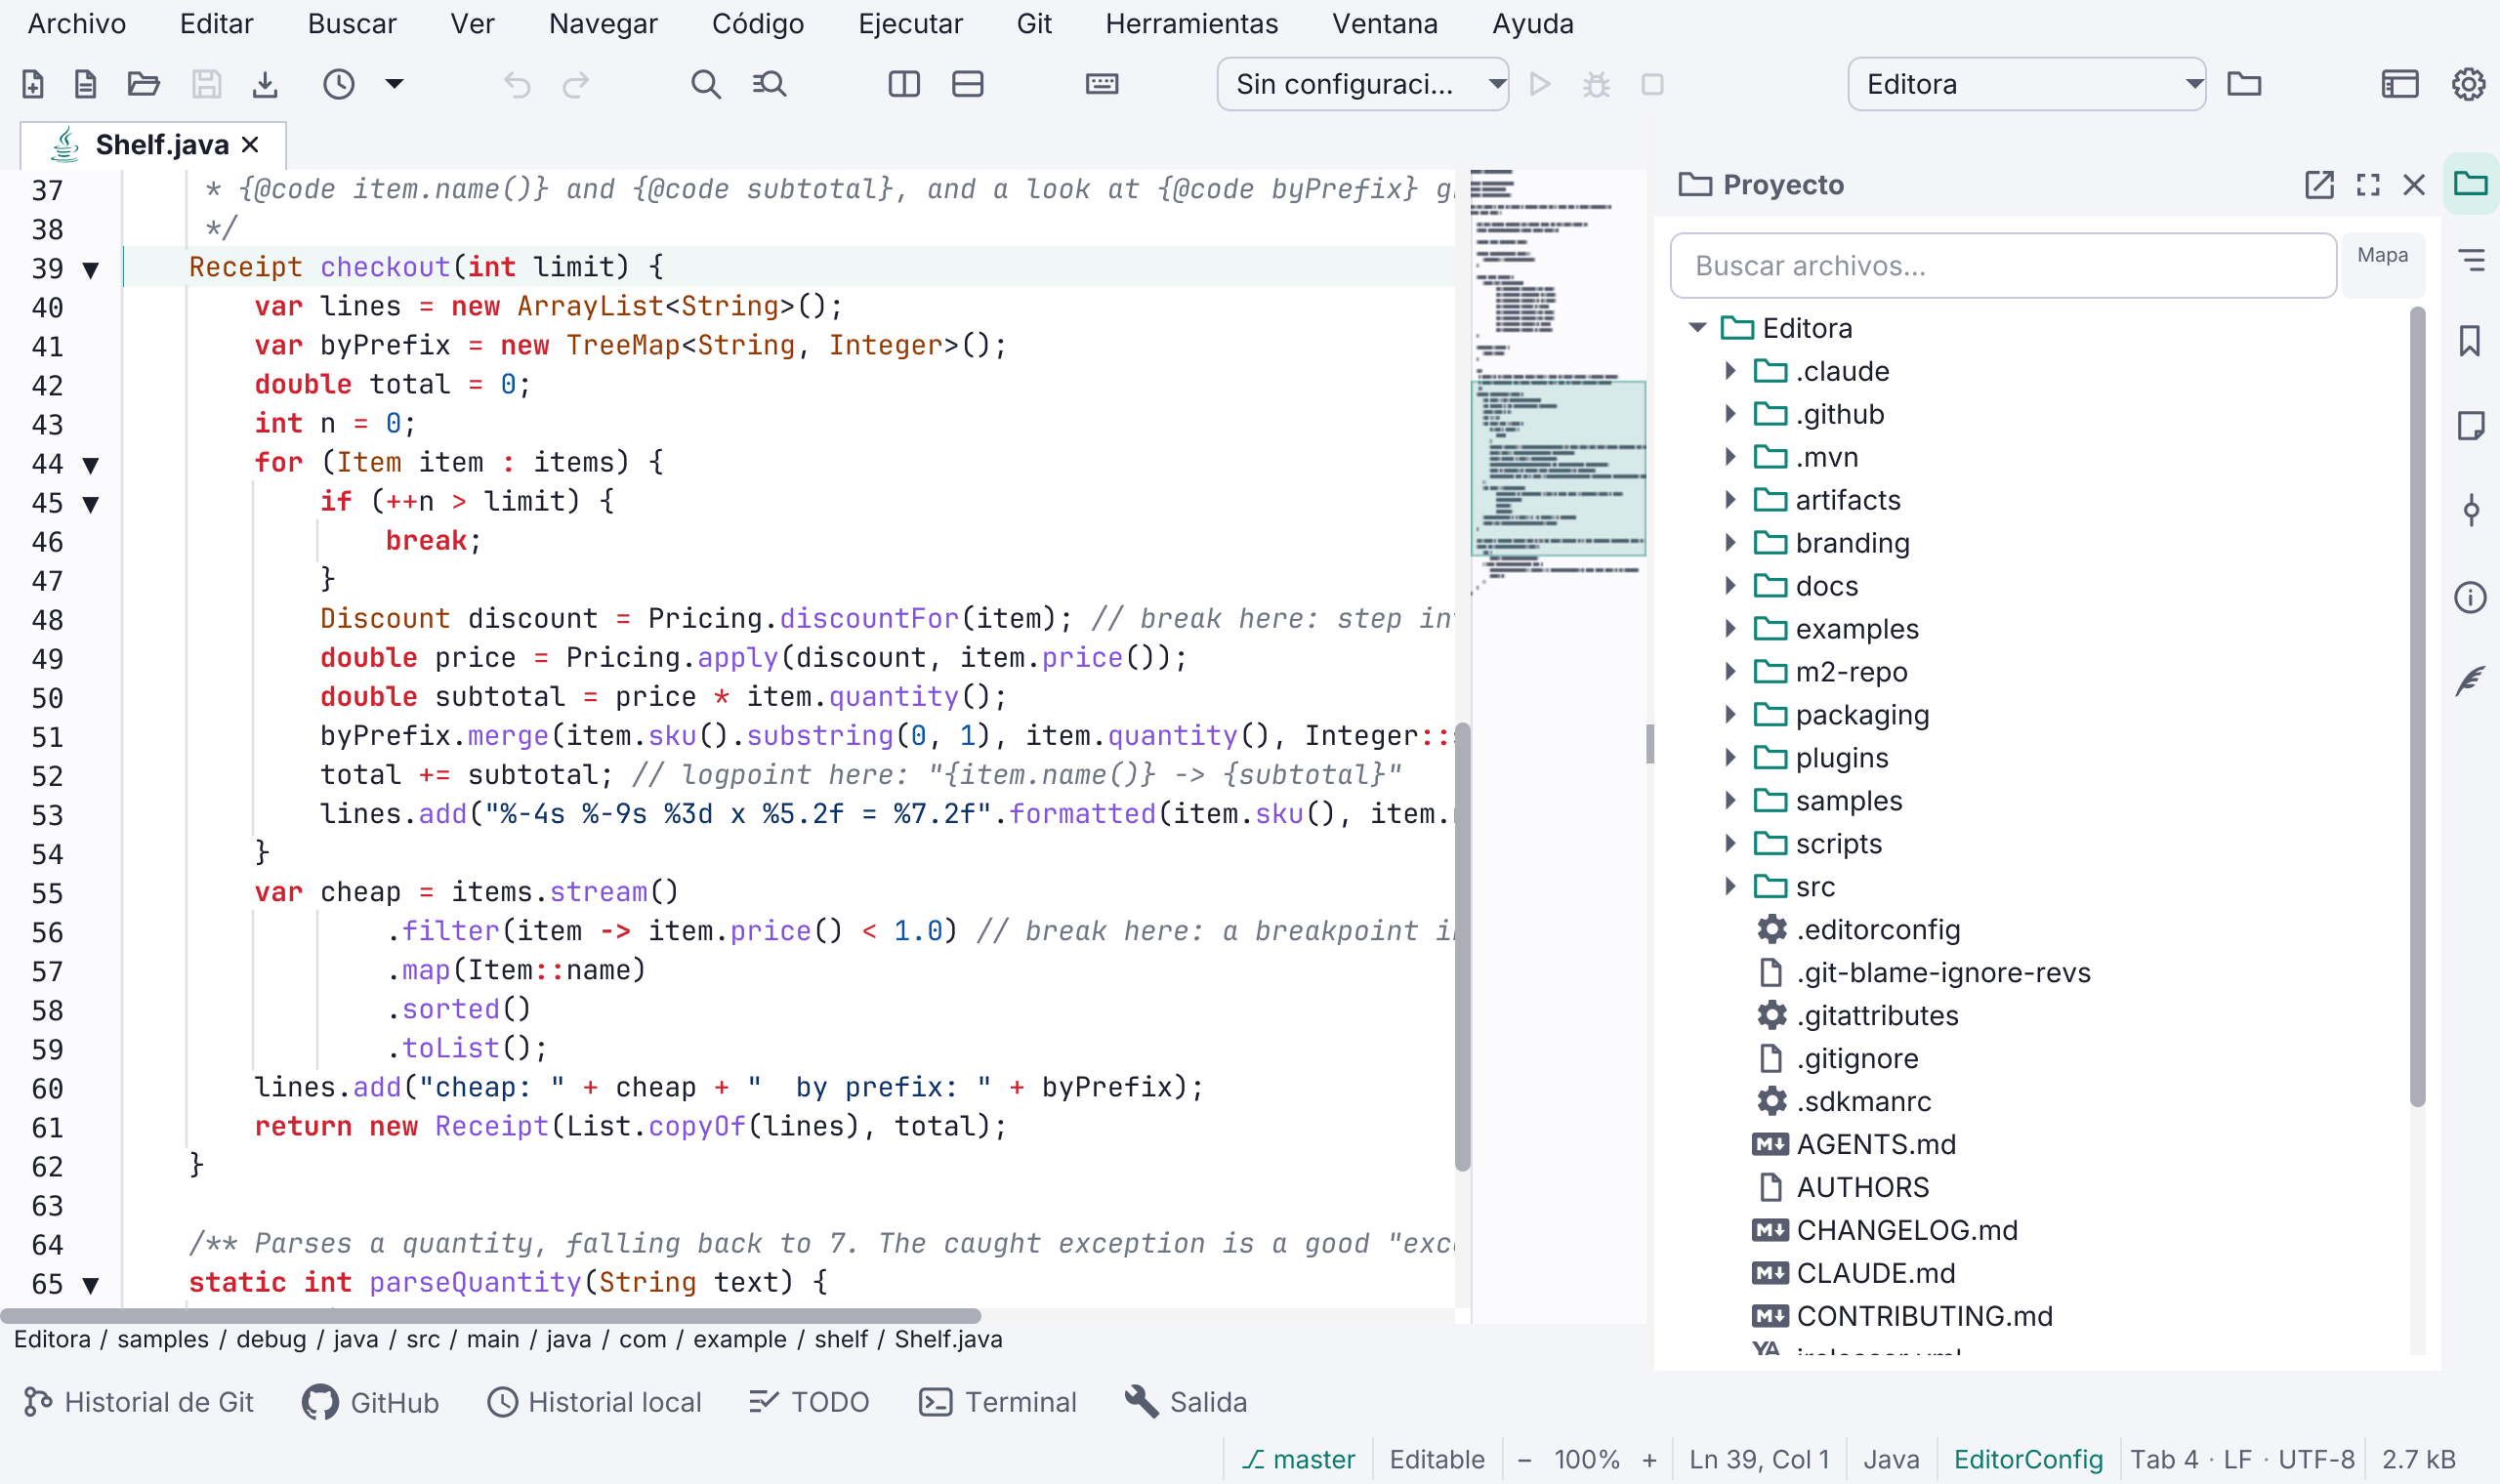 Archivo Editar Buscar Ver Navegar Código Ejecutar Git Herramientas Ventana Ayuda
Sin configuraci... Editora
Shelf.java
37 * {@code item.name()} and {@code subtotal}, and a look at {@code byPrefix}
38 */
39 Receipt checkout(int limit) {
40 var lines = new ArrayList<String>();
41 var byPrefix = new TreeMap<String, Integer>();
42 double total = 0;
43 int n = 0;
44 for (Item item : items) {
45 if (++n > limit) {
46 break;
47 }
48 Discount discount = Pricing.discountFor(item); // break here: step
49 double price = Pricing.apply(discount, item.price());
50 double subtotal = price * item.quantity();
51 byPrefix.merge(item.sku().substring(0, 1), item.quantity(), Integer::
52 total += subtotal; // logpoint here: "{item.name()} -> {subtotal}"
53 lines.add("%-4s %-9s %3d x %5.2f = %7.2f".formatted(item.sku(), item.
54 }
55 var cheap = items.stream()
56 .filter(item -> item.price() < 1.0) // break here: a breakpoint
57 .map(Item::name)
58 .sorted()
59 .toList();
60 lines.add("cheap: " + cheap + "  by prefix: " + byPrefix);
61 return new Receipt(List.copyOf(lines), total);
62 }
63
64 /** Parses a quantity, falling back to 7. The caught exception is a good "exc
65 static int parseQuantity(String text) {
Editora / samples / debug / java / src / main / java / com / example / shelf / Shelf.java
Proyecto
Buscar archivos... Mapa
Editora
.claude
.github
.mvn
artifacts
branding
docs
examples
m2-repo
packaging
plugins
samples
scripts
src
.editorconfig
.git-blame-ignore-revs
.gitattributes
.gitignore
.sdkmanrc
AGENTS.md
AUTHORS
CHANGELOG.md
CLAUDE.md
CONTRIBUTING.md
Historial de Git GitHub Historial local TODO Terminal Salida
master Editable − 100% + Ln 39, Col 1 Java EditorConfig Tab 4 · LF · UTF-8 2.7 kB